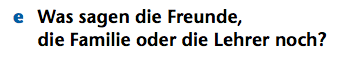 e Was sagen die Freunde,
die Familie oder die Lehrer noch?